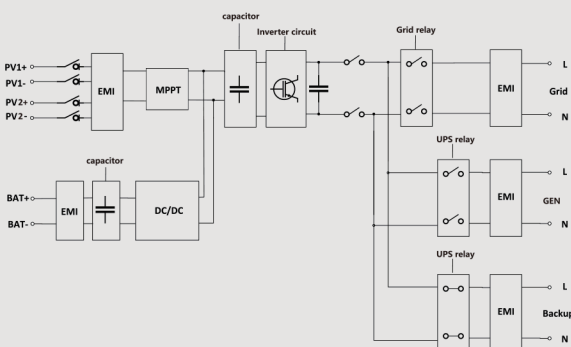 capacitor
Inverter circuit
Grid relay
PV1+
PV1-
PV2+
PV2-
EMI
MPPT
EMI
L
Grid
N
capacitor
BAT+
BAT-
EMI
DC/DC
UPS relay
EMI
L
GEN
N
UPS relay
EMI
L
Backup
N